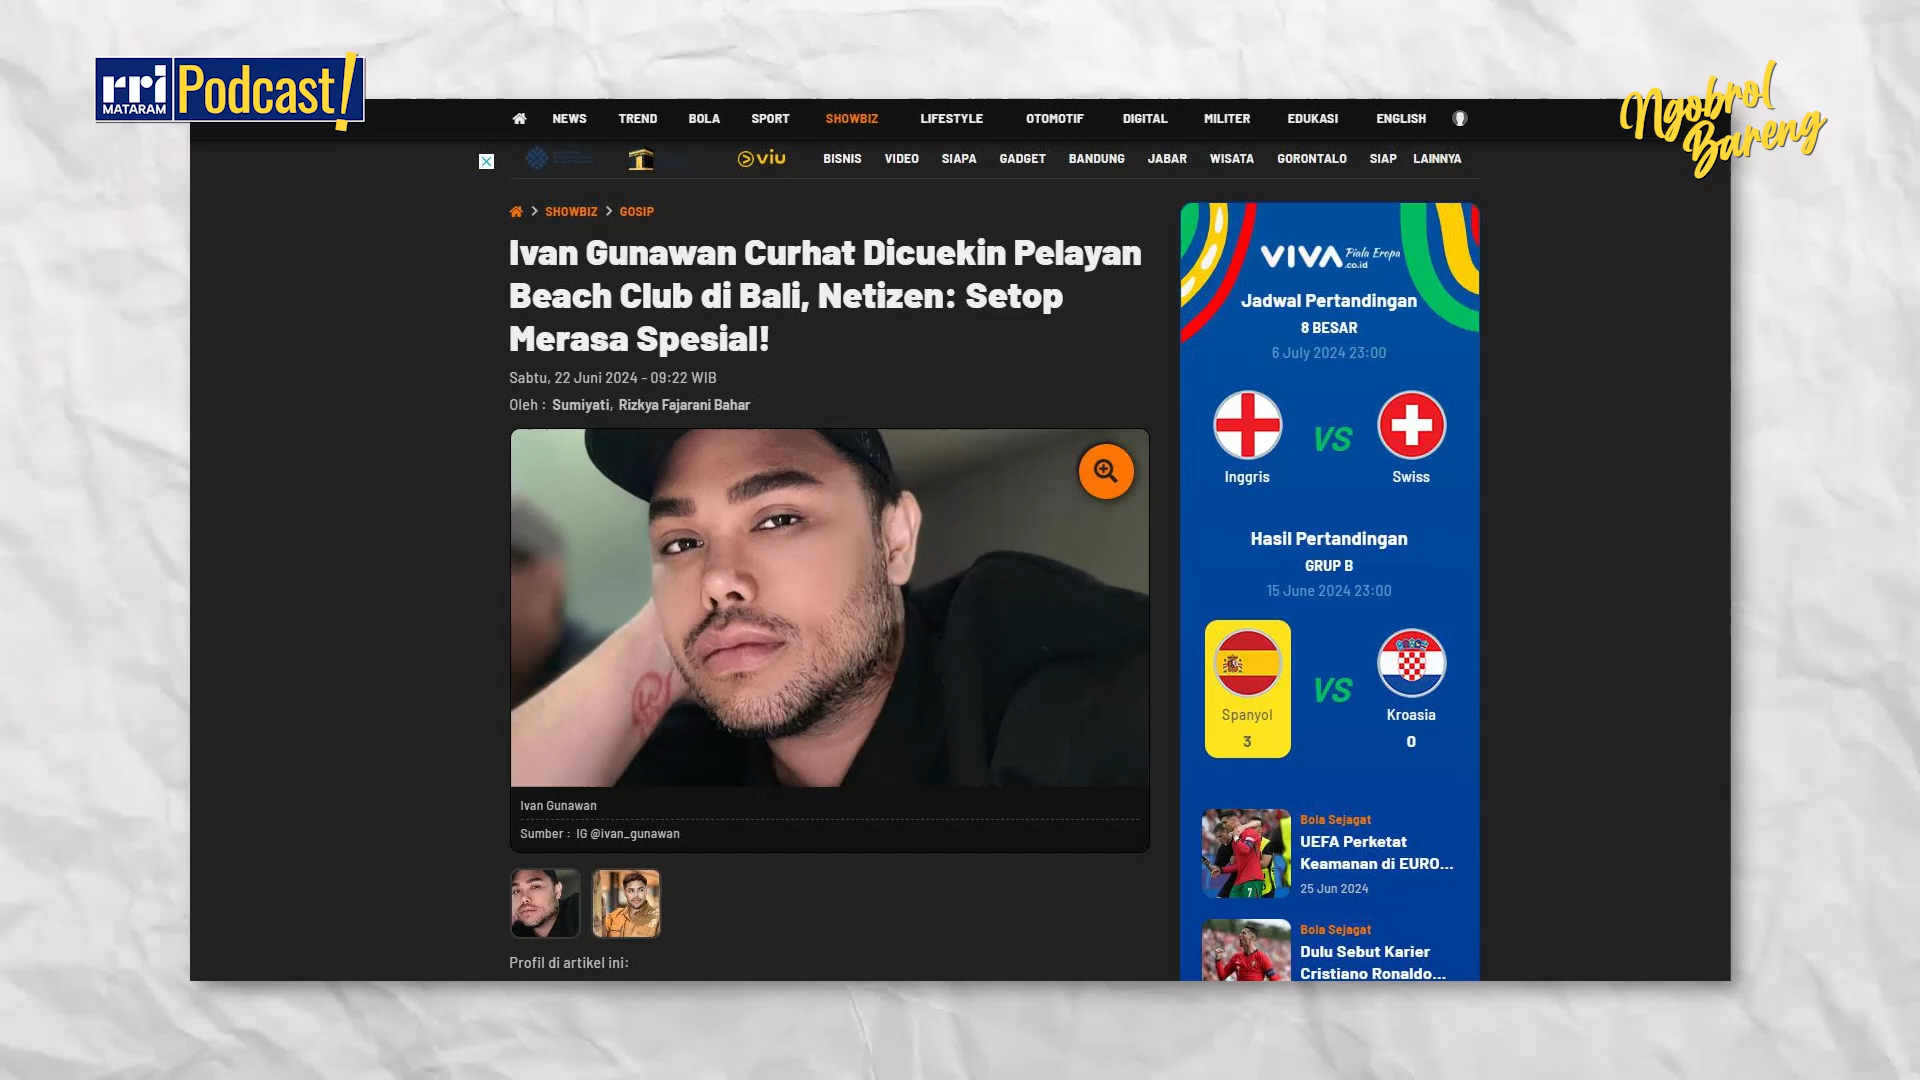 rri
MATARAM
Podcast!
Ngobrol
Bareng
NEWS TREND BOLA SPORT SHOWBIZ LIFESTYLE OTOMOTIF DIGITAL MILITER EDUKASI ENGLISH
viu BISNIS VIDEO SIAPA GADGET BANDUNG JABAR WISATA GORONTALO SIAP LAINNYA
SHOWBIZ > GOSIP
Ivan Gunawan Curhat Dicuekin Pelayan
Beach Club di Bali, Netizen: Setop
Merasa Spesial!
Sabtu, 22 Juni 2024 - 09:22 WIB
Oleh : Sumiyati, Rizkya Fajarani Bahar
Ivan Gunawan
Sumber : IG @ivan_gunawan
Profil di artikel ini:
VIVA
.co.id
Piala Eropa
Jadwal Pertandingan
8 BESAR
6 July 2024 23:00
VS
Inggris Swiss
Hasil Pertandingan
GRUP B
15 June 2024 23:00
VS
Spanyol Kroasia
3 0
Bola Sejagat
UEFA Perketat
Keamanan di EURO...
25 Jun 2024
Bola Sejagat
Dulu Sebut Karier
Cristiano Ronaldo...